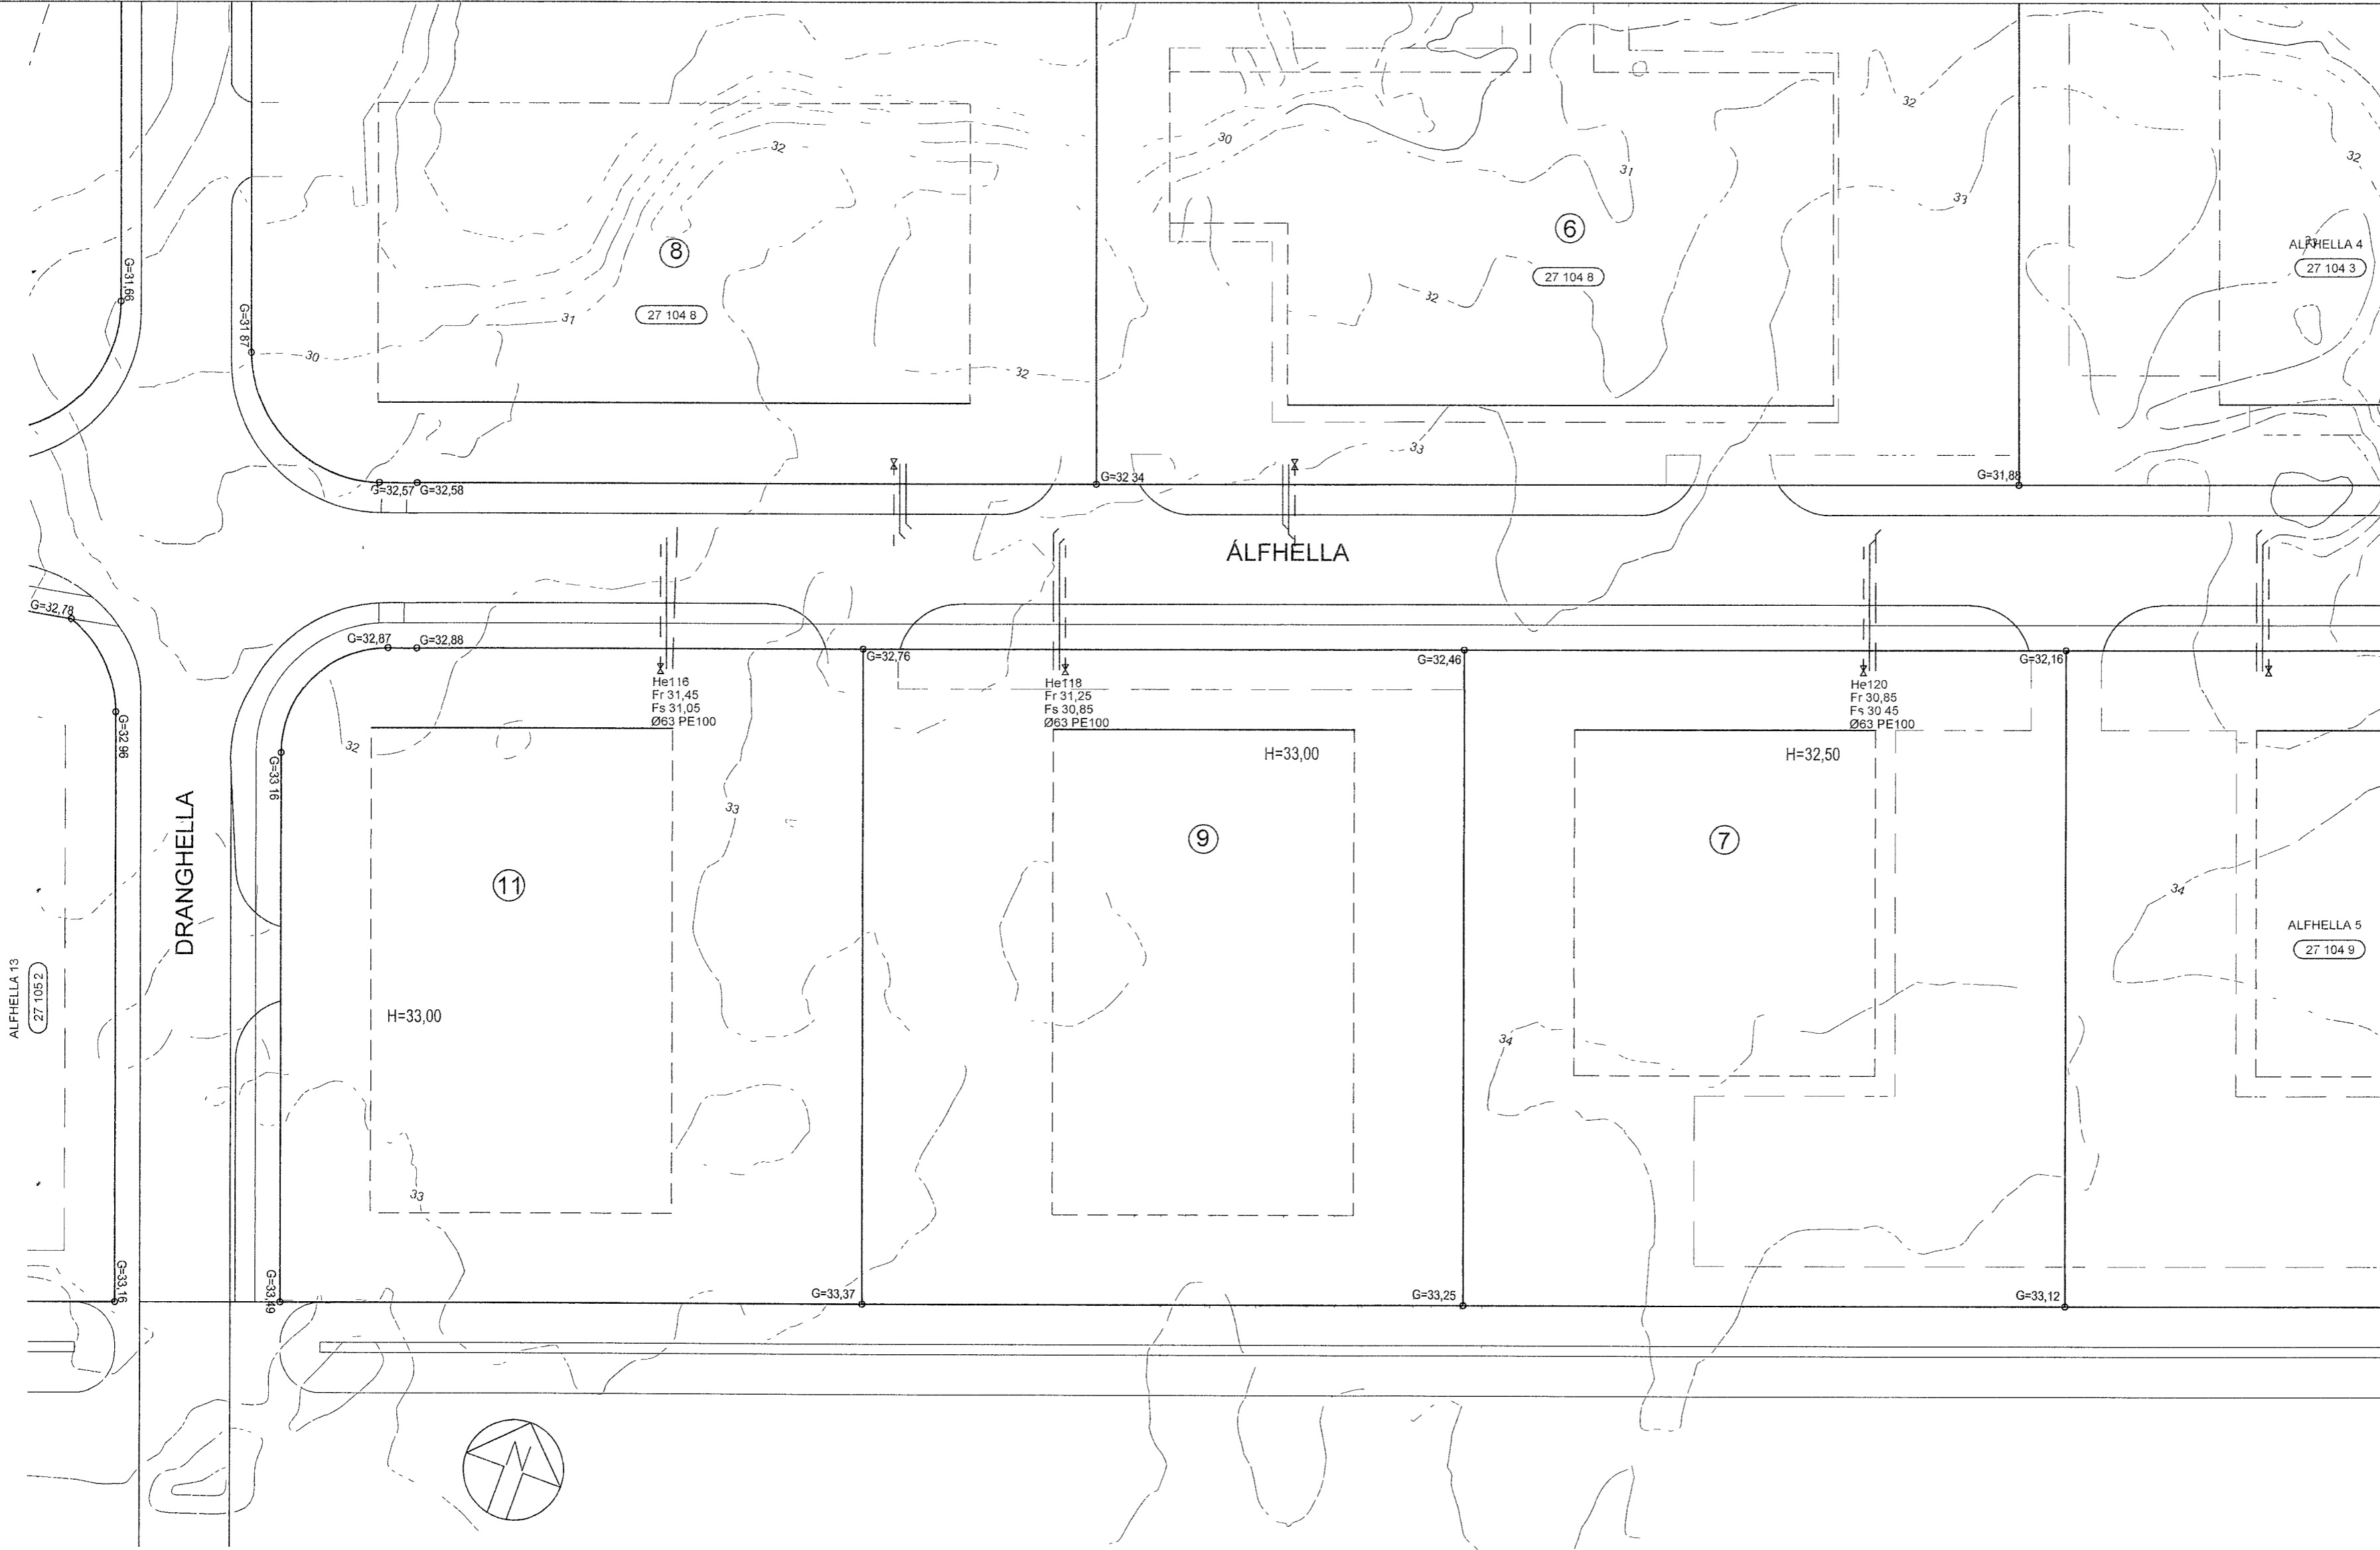 32
32
30
31
32
33
32
G=31,66
8
6
ALFHELLA 4
27 104 8
27 104 8
27 104 3
G=31 87
31
32
30
32
33
G=32,57
G=32,58
G=32 34
G=31,88
ÁLFHELLA
G=32,78
G=32,87
G=32,88
G=32,76
G=32,46
G=32,16
He116
Fr 31,45
Fs 31,05
Ø63 PE100
He118
Fr 31,25
Fs 30,85
Ø63 PE100
He120
Fr 30,85
Fs 30 45
Ø63 PE100
G=32 96
32
G=33 16
H=33,00
H=32,50
33
DRANGHELLA
11
9
7
34
ALFHELLA 5
27 104 9
ALFHELLA 13
27 105 2
H=33,00
34
33
G=33,16
G=33,49
G=33,37
G=33,25
G=33,12
N